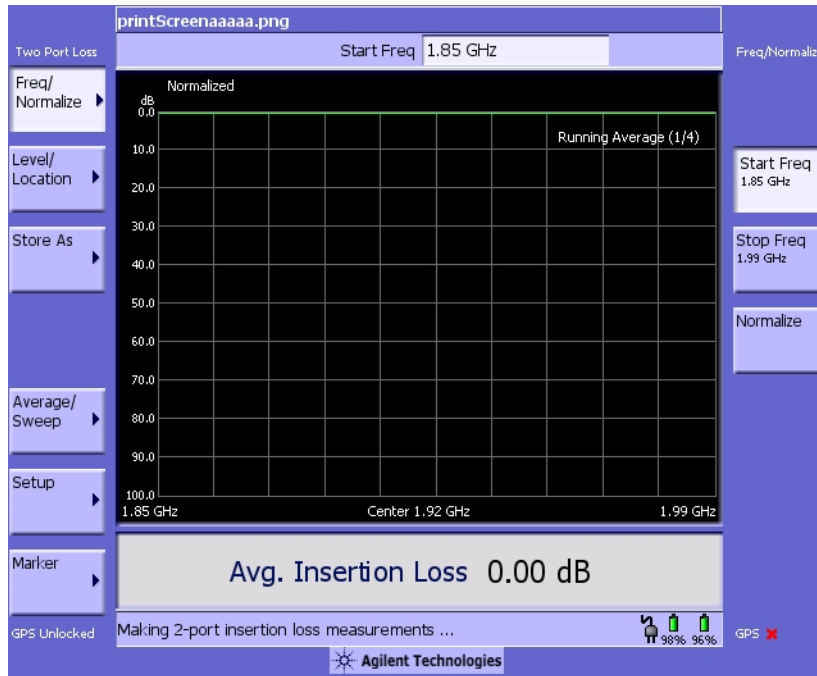 printScreenaaaaa.png
Two Port Loss
Start Freq 1.85 GHz
Freq/Normaliz
Freq/
Normalize
Level/
Location
Store As
Average/
Sweep
Setup
Marker
GPS Unlocked
Normalized
dB
0.0
Running Average (1/4)
10.0
20.0
30.0
40.0
50.0
60.0
70.0
80.0
90.0
100.0
1.85 GHz Center 1.92 GHz 1.99 GHz
Avg. Insertion Loss 0.00 dB
Making 2-port insertion loss measurements ...
98% 96%
Start Freq
1.85 GHz
Stop Freq
1.99 GHz
Normalize
GPS
Agilent Technologies